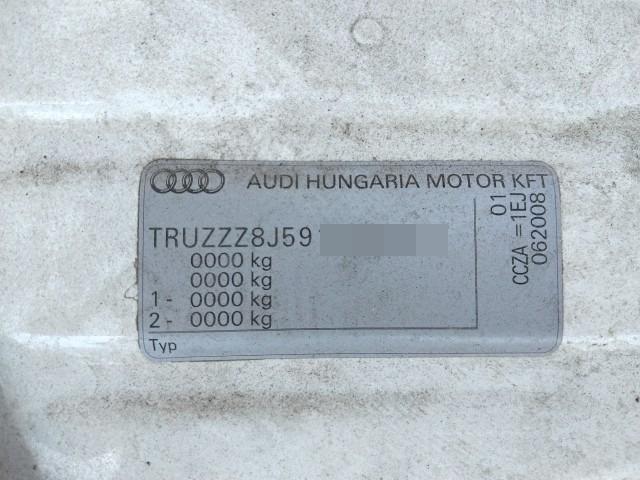 AUDI HUNGARIA MOTOR KFT
TRUZZZ8J59
0000 kg
0000 kg
1 - 0000 kg
2 - 0000 kg
Typ
01
CCZA =1EJ
062008